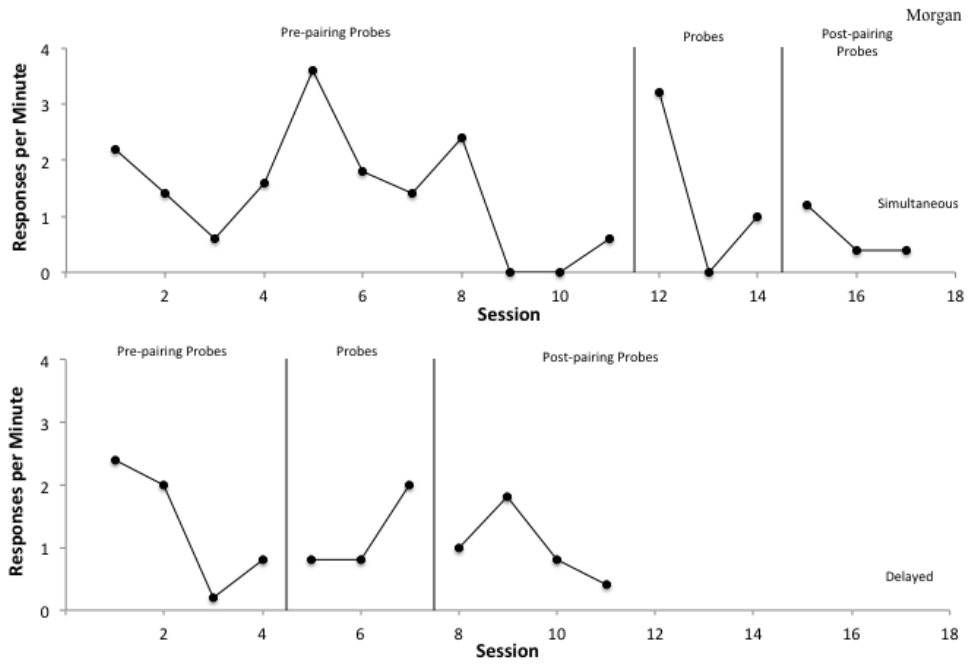 Morgan
Pre-pairing Probes
Probes
Post-pairing
Probes
Responses per Minute
4
3
2
1
0
Simultaneous
2 4 6 8 10 12 14 16 18
Session
Pre-pairing Probes
Probes
Post-pairing Probes
Responses per Minute
4
3
2
1
0
Delayed
2 4 6 8 10 12 14 16 18
Session